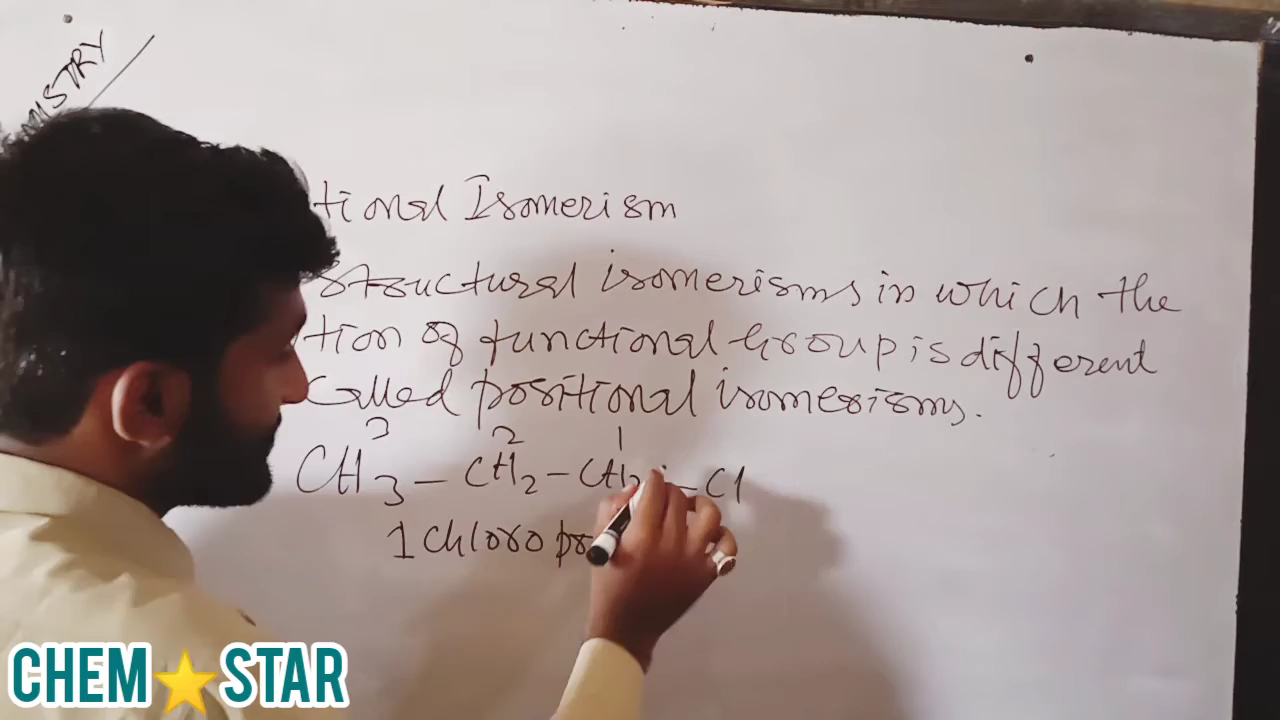 MISTRY
tional Isomerism
Structural isomerisms in which the
tion of functional Group is different
Called positional isomerisms.
3 2 1
CH3 - CH2 - CH2 - Cl
1 Chloro pro
CHEM STAR